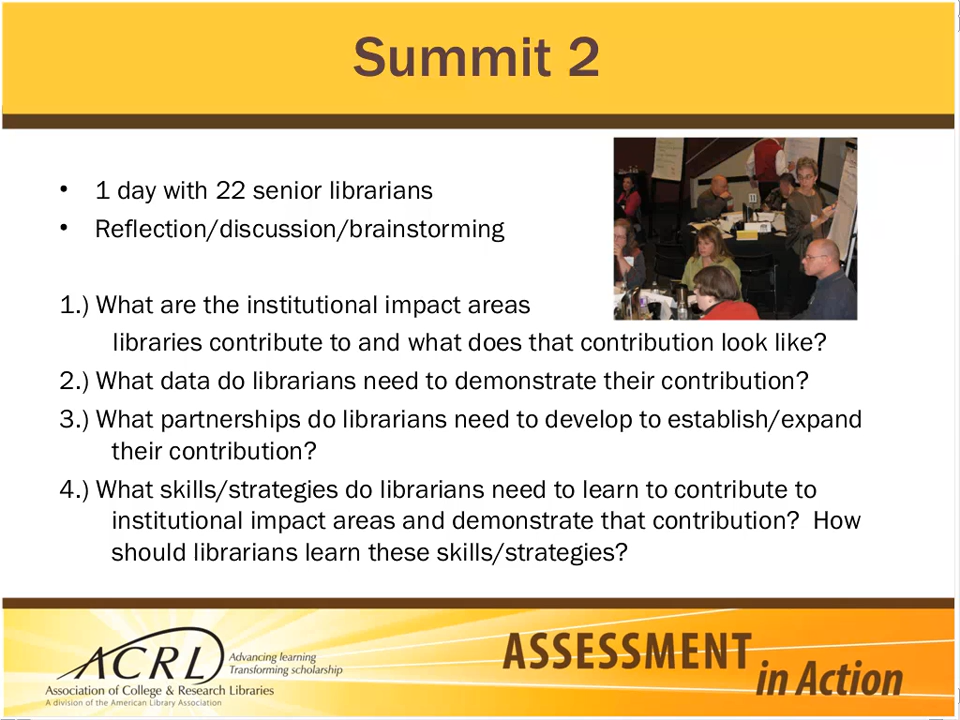 Summit 2
• 1 day with 22 senior librarians
• Reflection/discussion/brainstorming
1.) What are the institutional impact areas
libraries contribute to and what does that contribution look like?
2.) What data do librarians need to demonstrate their contribution?
3.) What partnerships do librarians need to develop to establish/expand
their contribution?
4.) What skills/strategies do librarians need to learn to contribute to
institutional impact areas and demonstrate that contribution? How
should librarians learn these skills/strategies?
ACRL
Advancing learning
Transforming scholarship
Association of College & Research Libraries
A division of the American Library Association
ASSESSMENT
in Action